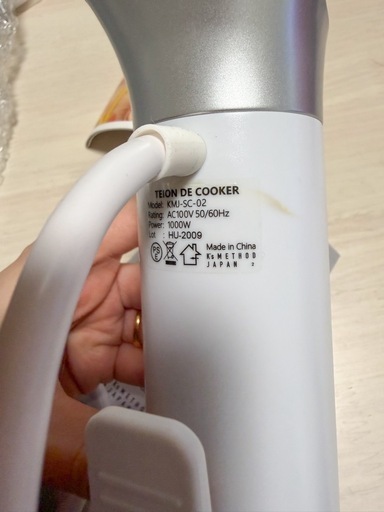 TEION DE COOKER
Model: KMJ-SC-02
Rating: AC100V 50/60Hz
Power: 1000W
Lot : HU-2009
PS
E
Made in China
K's METHOD
JAPAN